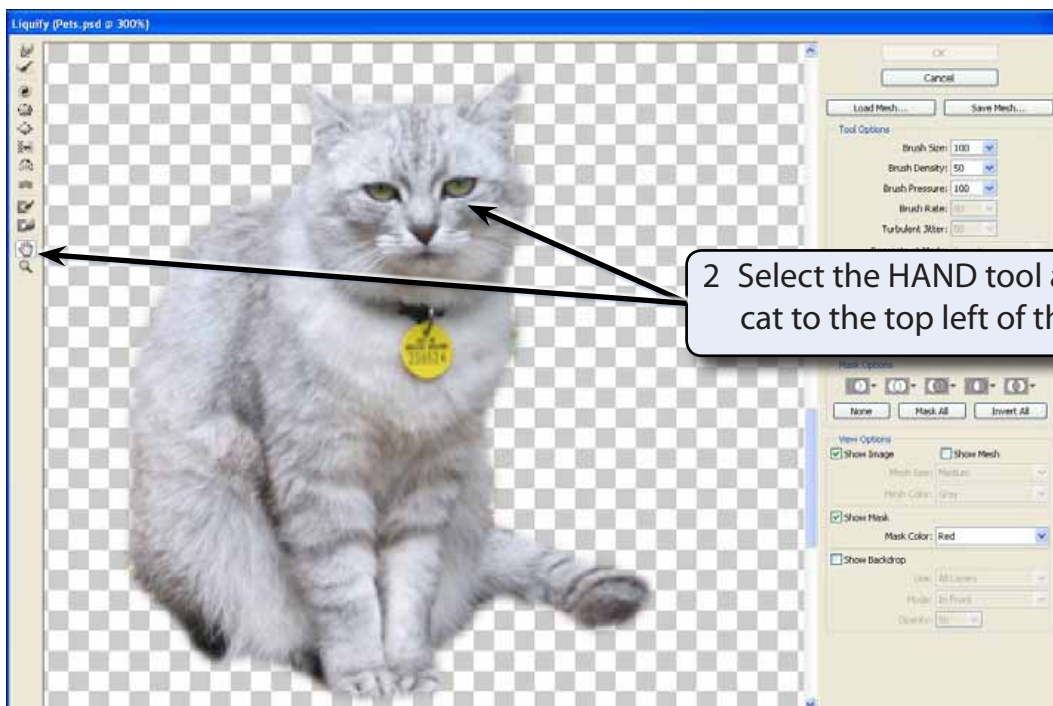 Liquify (Pets.psd @ 300%)
OK
Cancel
Load Mesh... Save Mesh...
Tool Options
Brush Size: 100
Brush Density: 50
Brush Pressure: 100
Brush Rate:
Turbulent Jitter: 50
2 Select the HAND tool
cat to the top left of
Mask Options
None Mask All Invert All
View Options
Show Image Show Mesh
Mesh Size: Medium
Mesh Color: Gray
Show Mask
Mask Color: Red
Show Backdrop
Use: All Layers
Mode: In Front
Opacity: 50